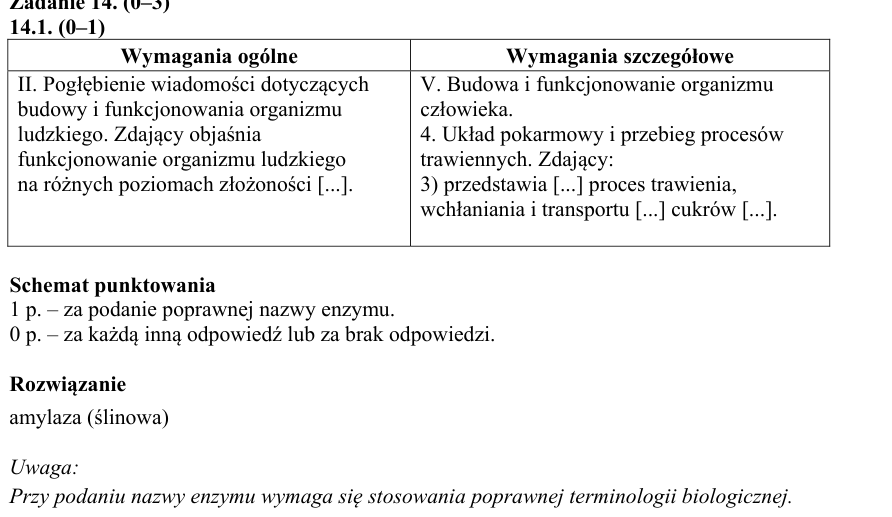 Zadanie 14. (0–3)
14.1. (0–1)
Wymagania ogólne
Wymagania szczegółowe
II. Pogłębienie wiadomości dotyczących
budowy i funkcjonowania organizmu
ludzkiego. Zdający objaśnia
funkcjonowanie organizmu ludzkiego
na różnych poziomach złożoności [...].
V. Budowa i funkcjonowanie organizmu
człowieka.
4. Układ pokarmowy i przebieg procesów
trawiennych. Zdający:
3) przedstawia [...] proces trawienia,
wchłaniania i transportu [...] cukrów [...].
Schemat punktowania
1 p. – za podanie poprawnej nazwy enzymu.
0 p. – za każdą inną odpowiedź lub za brak odpowiedzi.
Rozwiązanie
amylaza (ślinowa)
Uwaga:
Przy podaniu nazwy enzymu wymaga się stosowania poprawnej terminologii biologicznej.